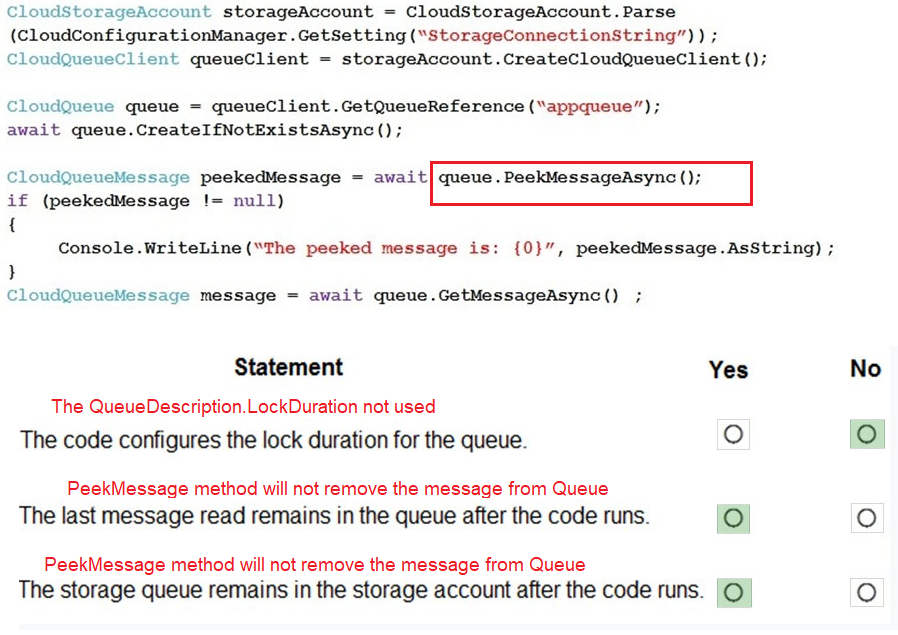 CloudStorageAccount storageAccount = CloudStorageAccount.Parse
(CloudConfigurationManager.GetSetting(“StorageConnectionString”));
CloudQueueClient queueClient = storageAccount.CreateCloudQueueClient();
CloudQueue queue = queueClient.GetQueueReference(“appqueue”);
await queue.CreateIfNotExistsAsync();
CloudQueueMessage peekedMessage = await queue.PeekMessageAsync();
if (peekedMessage != null)
{
Console.WriteLine(“The peeked message is: {0}”, peekedMessage.AsString);
}
CloudQueueMessage message = await queue.GetMessageAsync() ;
Statement Yes No
The QueueDescription.LockDuration not used
The code configures the lock duration for the queue.
PeekMessage method will not remove the message from Queue
The last message read remains in the queue after the code runs.
PeekMessage method will not remove the message from Queue
The storage queue remains in the storage account after the code runs.